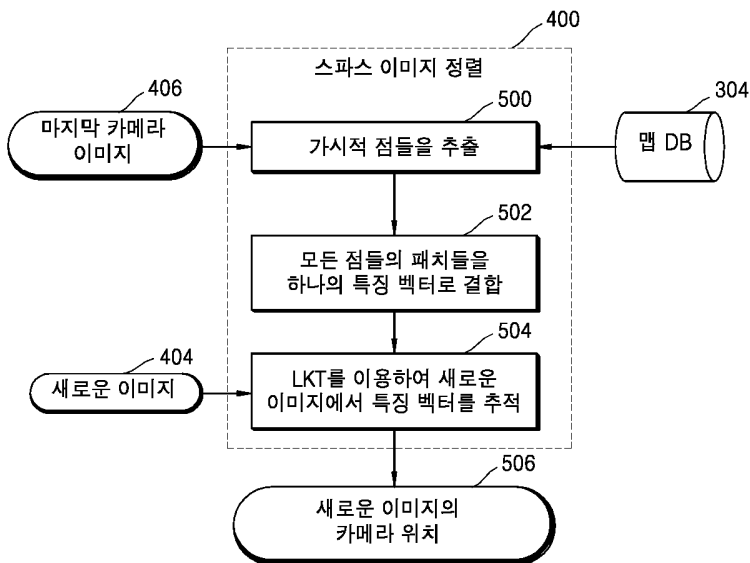 400
스파스 이미지 정렬
406
마지막 카메라
이미지
500
가시적 점들을 추출
304
맵 DB
502
모든 점들의 패치들을
하나의 특징 벡터로 결합
504
LKT를 이용하여 새로운
이미지에서 특징 벡터를 추적
404
새로운 이미지
506
새로운 이미지의
카메라 위치